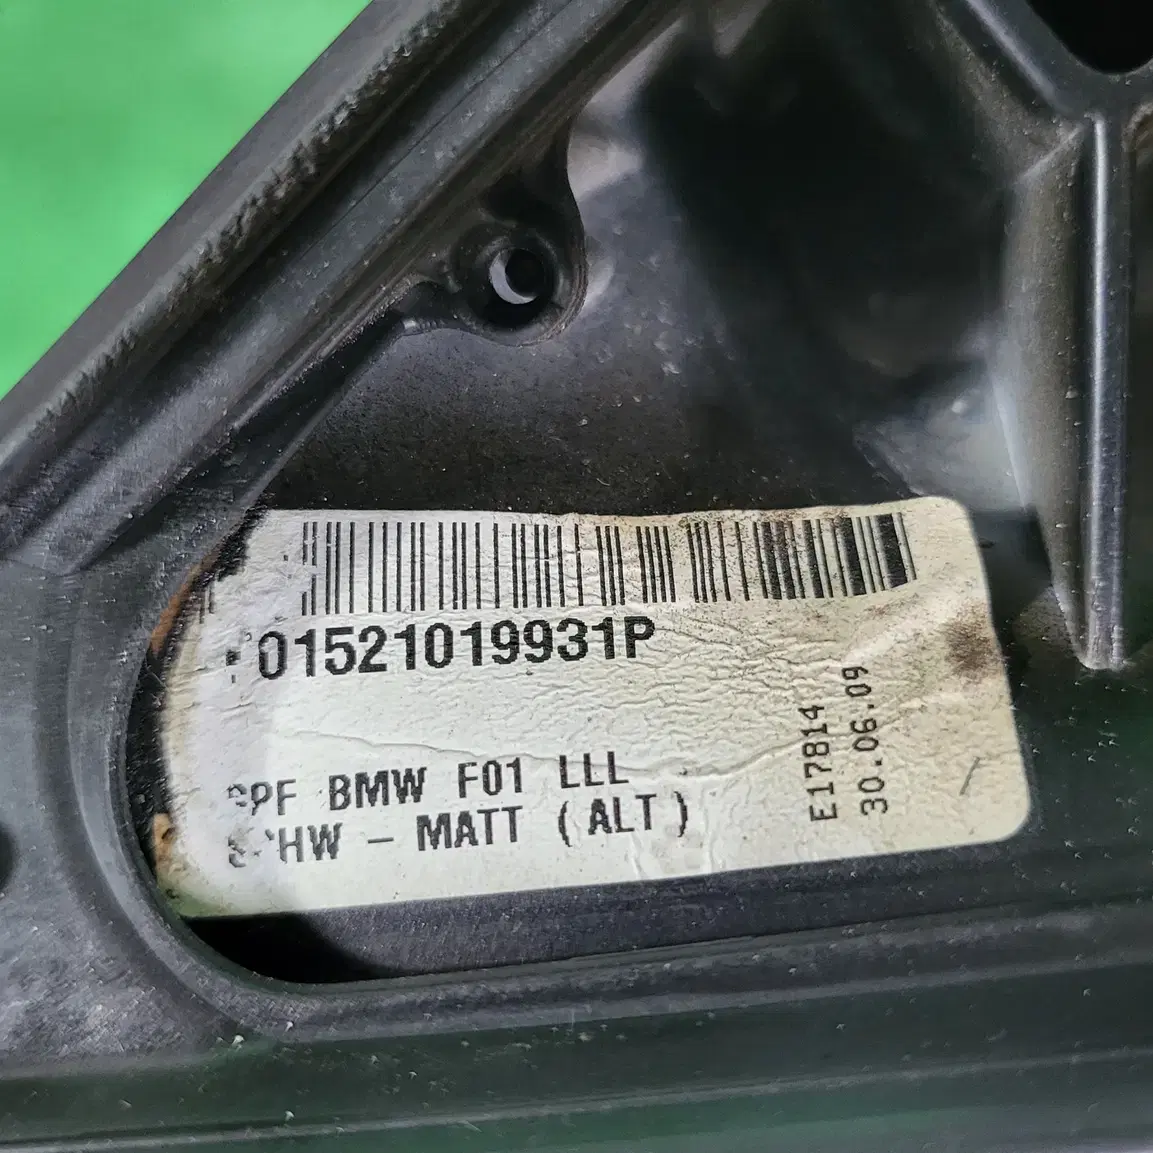 01521019931P
BMW F01 LLL
- MATT (ALT)
E17814
30.06.09